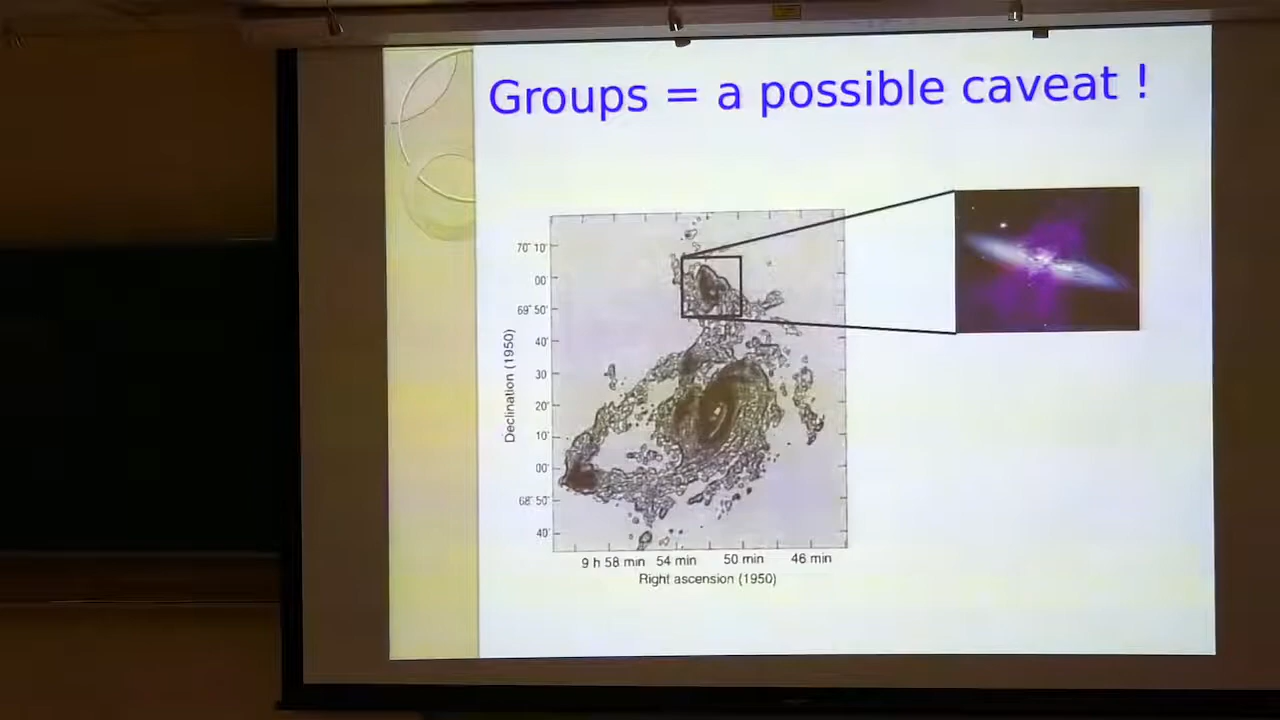 Groups = a possible caveat !
70° 10'
00'
69° 50'
40'
30
20'
10'
00'
68° 50'
40'
Declination (1950)
9 h 58 min 54 min 50 min 46 min
Right ascension (1950)